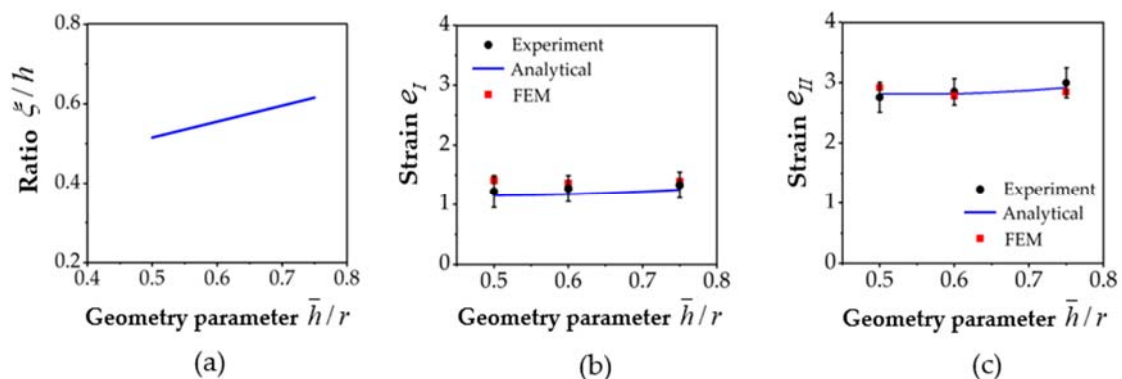 0.8
0.6
0.4
0.2
Ratio ξ/h
0.4 0.5 0.6 0.7 0.8
Geometry parameter h̄/r
(a)
4
3
2
1
0
Strain e_I
Experiment
Analytical
FEM
0.5 0.6 0.7 0.8
Geometry parameter h̄/r
(b)
4
3
2
1
0
Strain e_II
Experiment
Analytical
FEM
0.5 0.6 0.7 0.8
Geometry parameter h̄/r
(c)